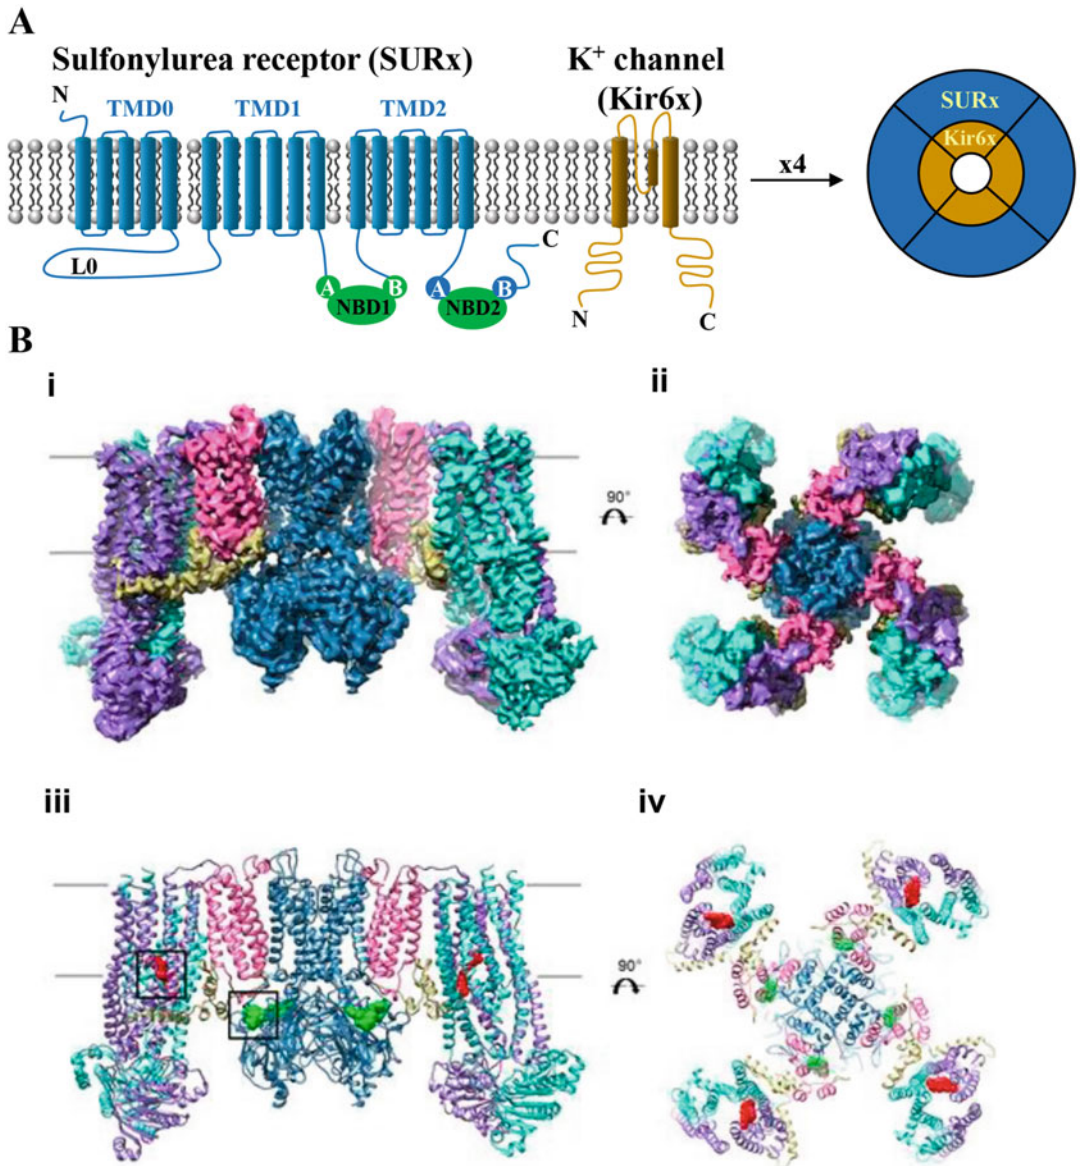 A
Sulfonylurea receptor (SURx)
K+ channel
(Kir6x)
N
TMD0
TMD1
TMD2
SURx
Kir6x
x4
L0
C
A
B
A
B
NBD1
NBD2
N
C
B
i
ii
90°
iii
iv
90°